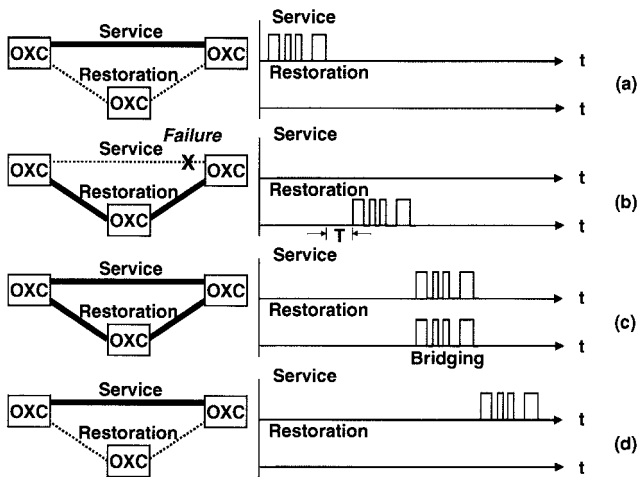 Service
OXC OXC
Restoration
OXC
Service
t
Restoration
t
(a)
Failure
Service X
OXC OXC
Restoration
OXC
Service
t
Restoration
t
T
(b)
Service
OXC OXC
Restoration
OXC
Service
t
Restoration
t
Bridging
(c)
Service
OXC OXC
Restoration
OXC
Service
t
Restoration
t
(d)